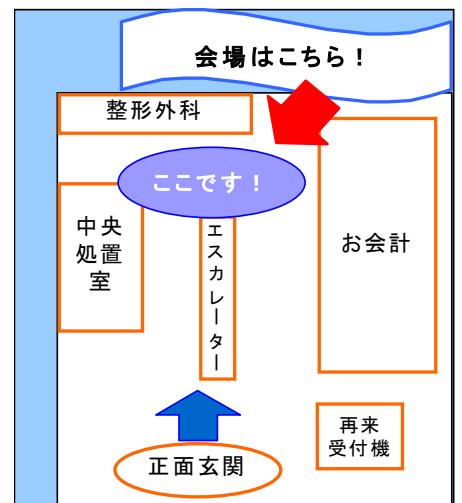 会場はこちら！
整形外科
ここです！
中央
処置
室
エスカレーター
お会計
再来
受付機
正面玄関